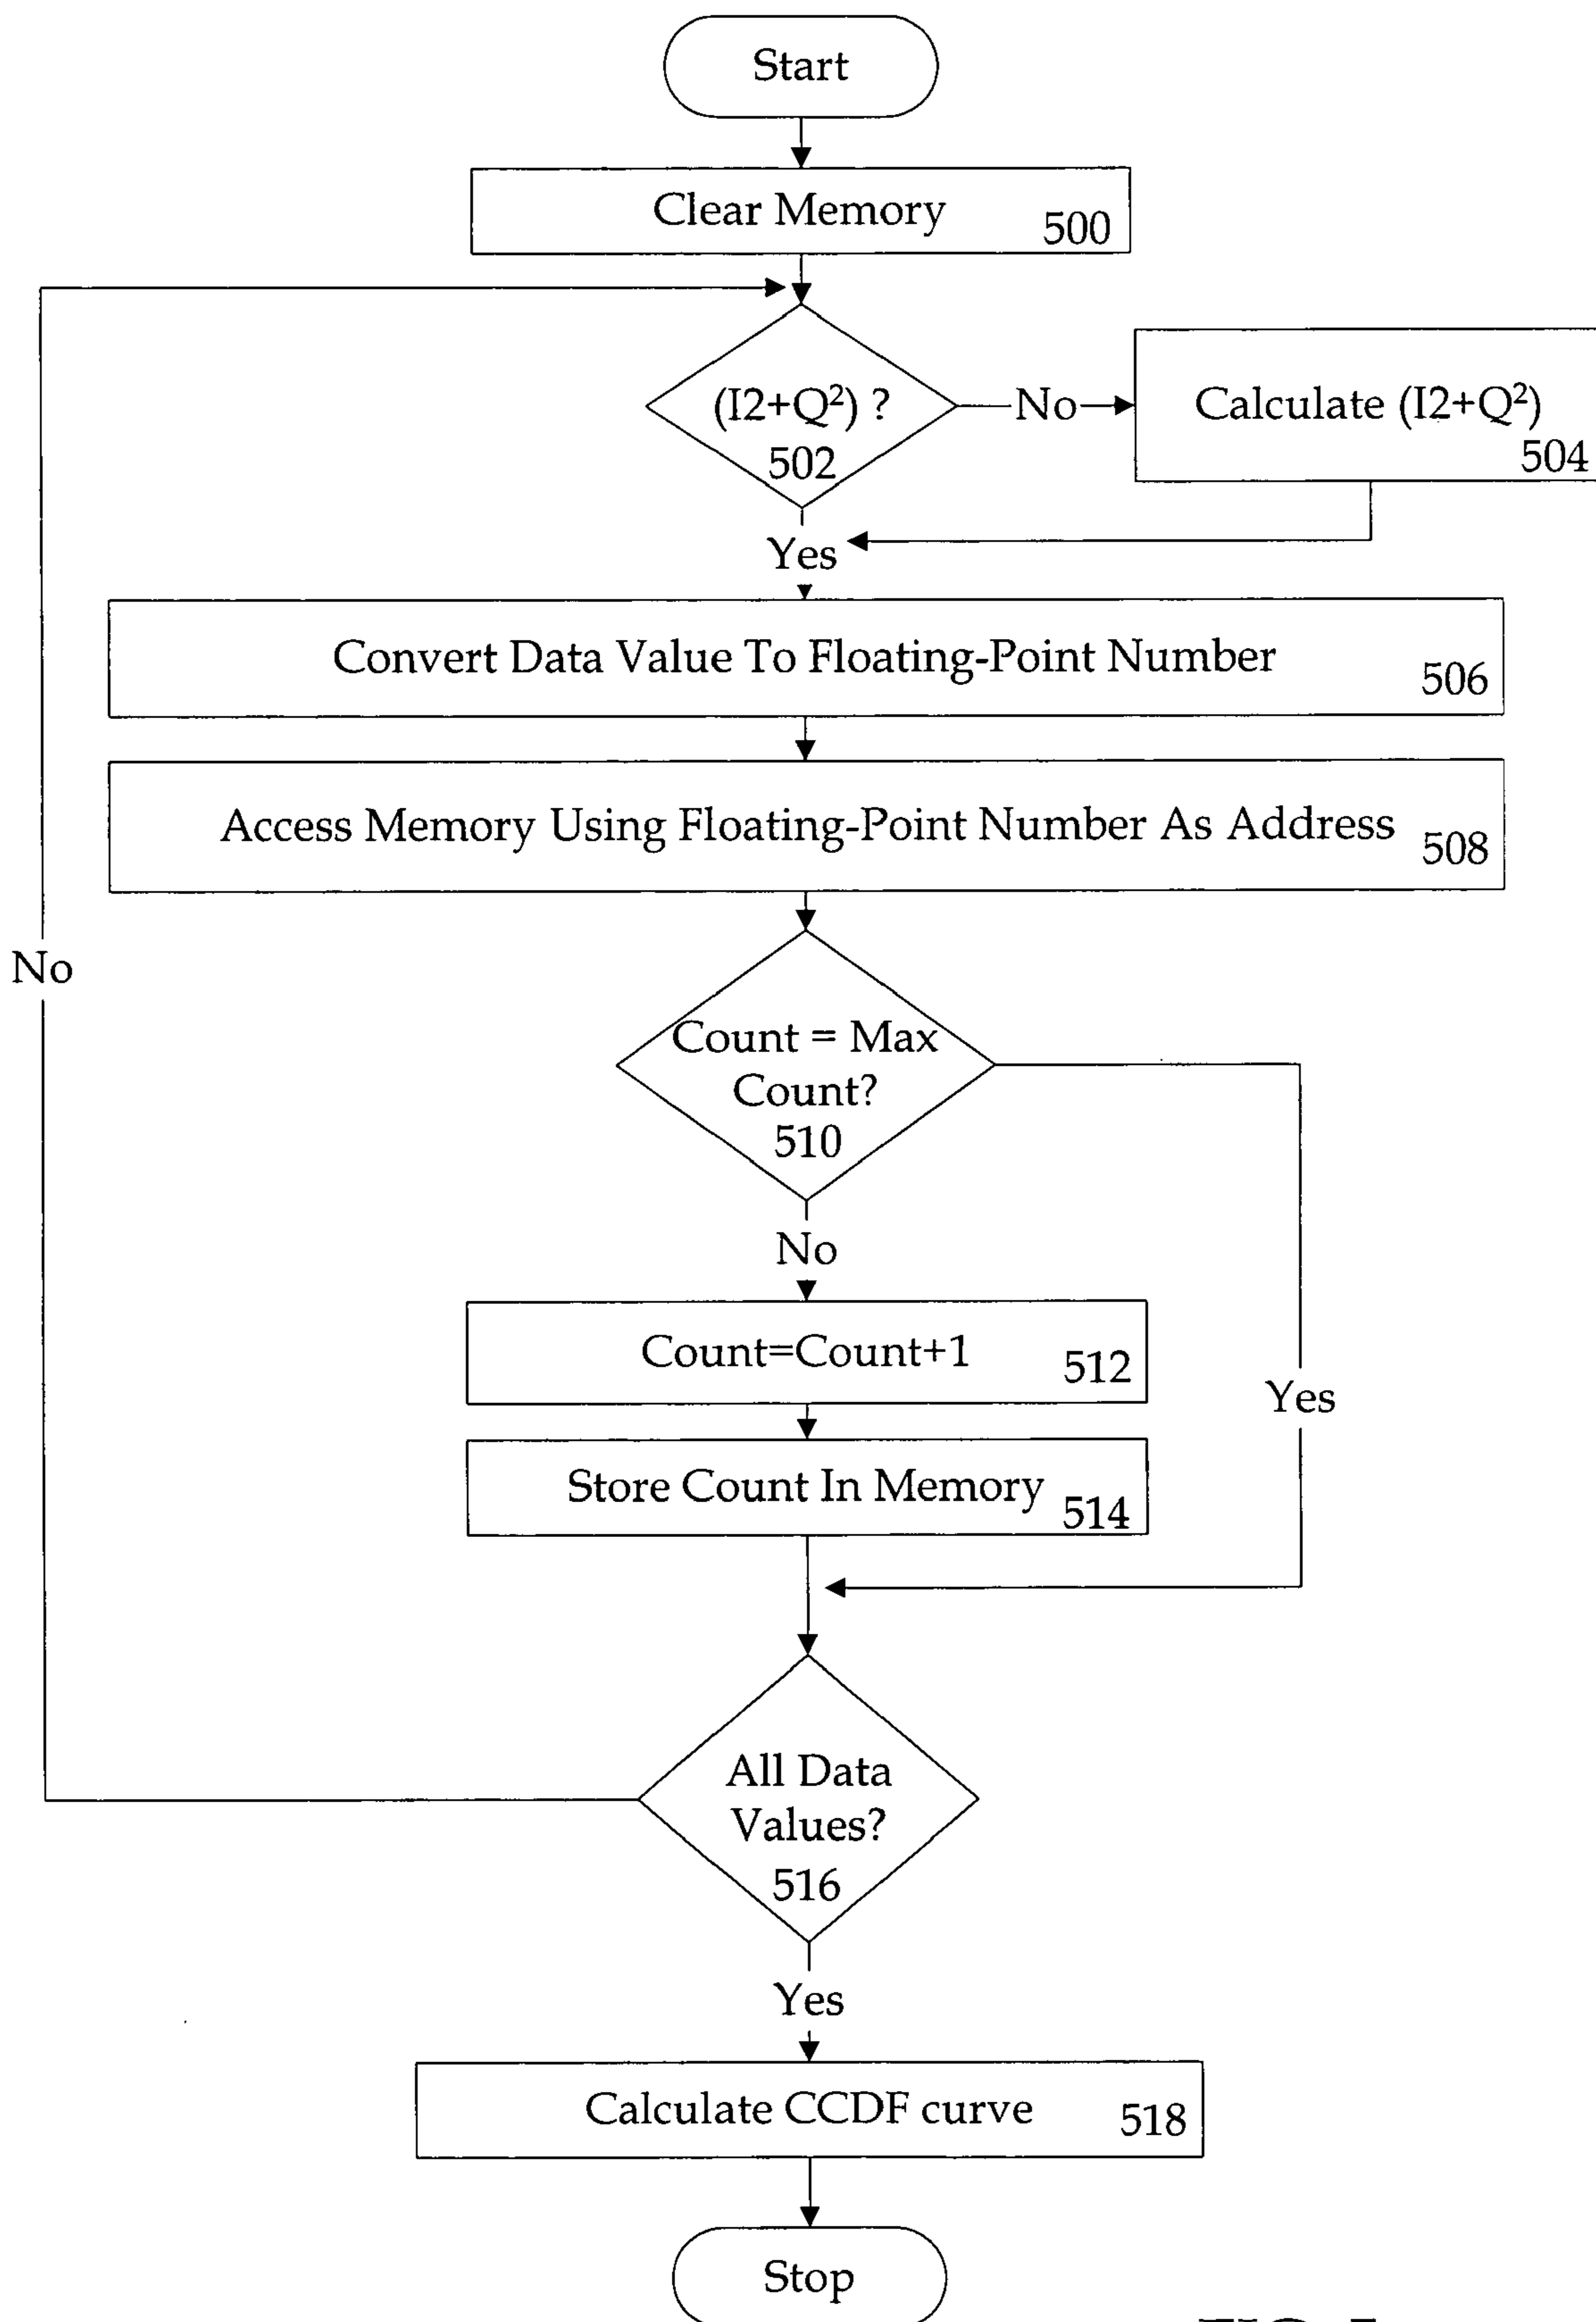 Start
Clear Memory
500
(I2+Q²) ?
502
No
Calculate (I2+Q²)
504
Yes
Convert Data Value To Floating-Point Number
506
Access Memory Using Floating-Point Number As Address
508
No
Count = Max
Count?
510
No
Count=Count+1
512
Yes
Store Count In Memory
514
All Data
Values?
516
Yes
Calculate CCDF curve
518
Stop